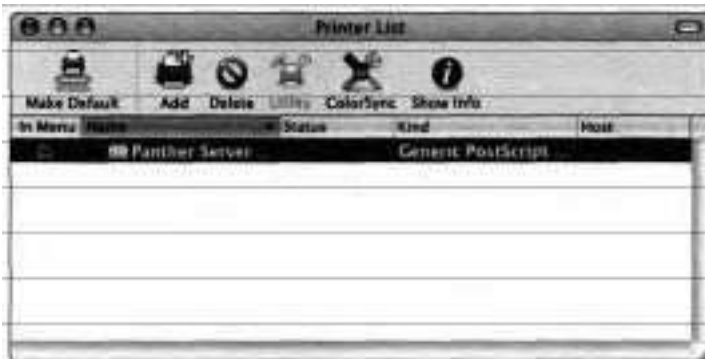 Printer List
Make Default Add Delete Utility ColorSync Show Info
In Menu Name Status Kind Host
Panther Server Generic PostScript